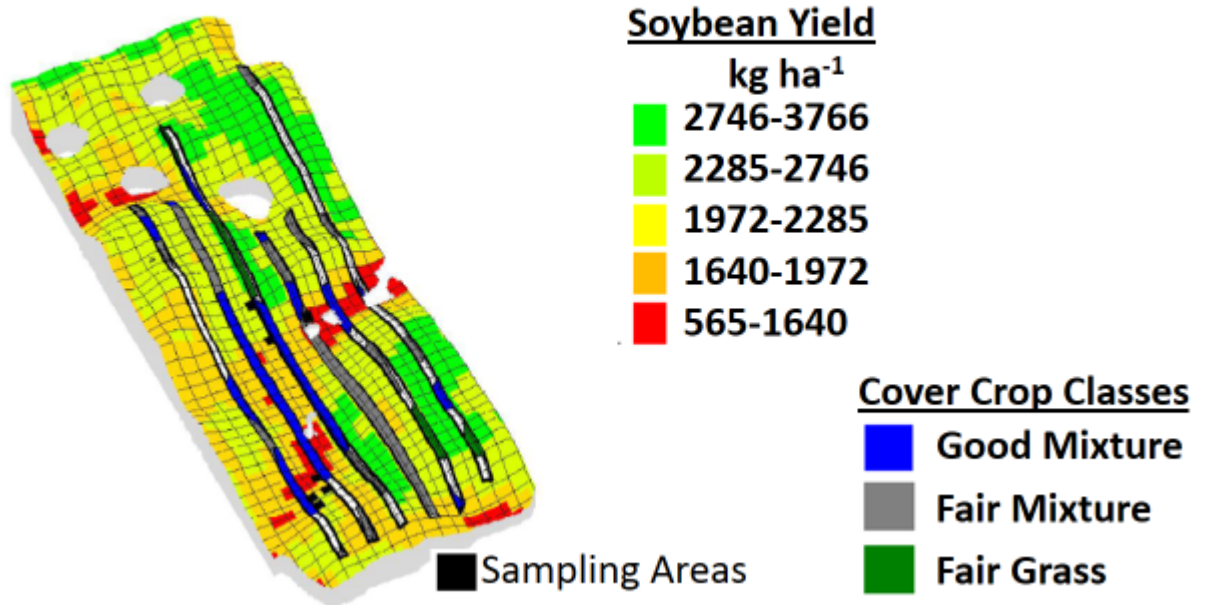 Soybean Yield
kg ha⁻¹
2746-3766
2285-2746
1972-2285
1640-1972
565-1640
Cover Crop Classes
Good Mixture
Fair Mixture
Fair Grass
Sampling Areas